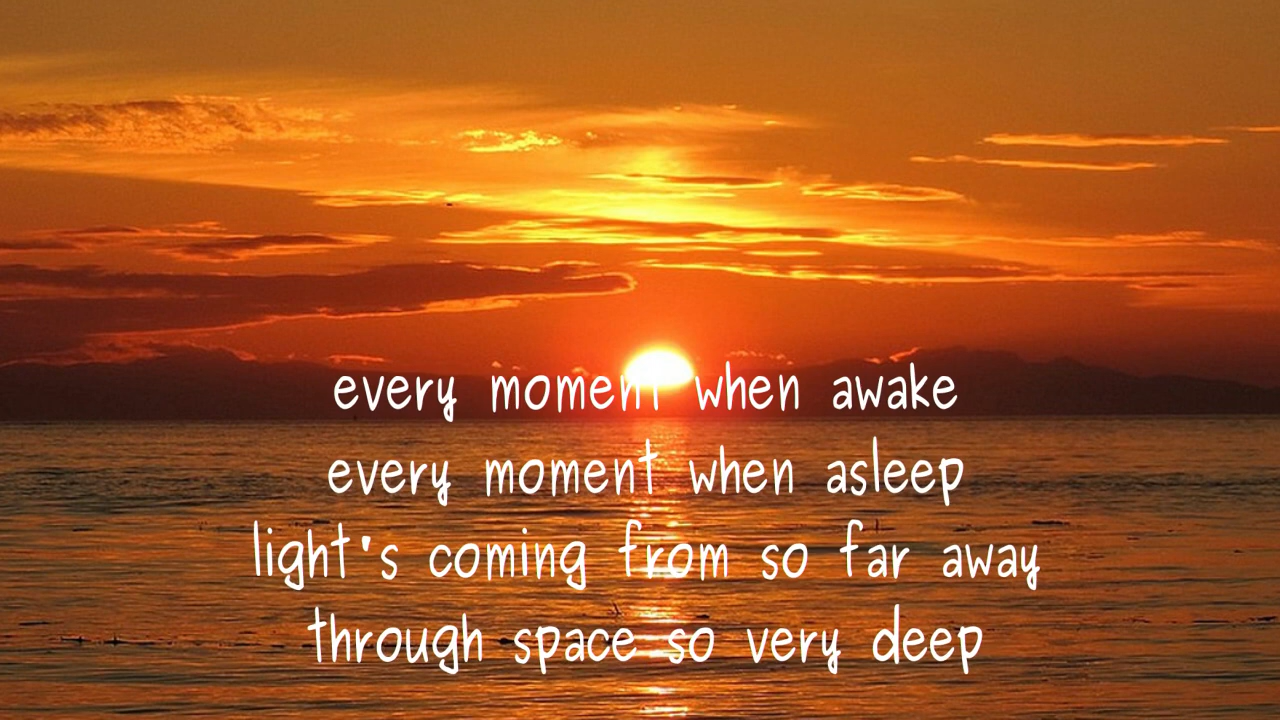 every moment when awake
every moment when asleep
light's coming from so far away
through space so very deep